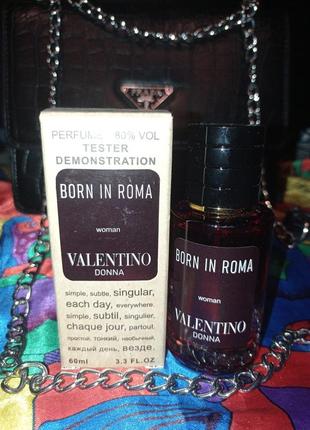 PERFUME 80% VOL
TESTER
DEMONSTRATION
BORN IN ROMA
woman
VALENTINO
DONNA
simple, subtle, singular,
each day, everywhere.
simple, subtil, singulier,
chaque jour, partout.
простой, тонкий, необычный,
каждый день, везде.
60ml 3.3 FL.OZ
BORN IN ROMA
woman
VALENTINO
DONNA